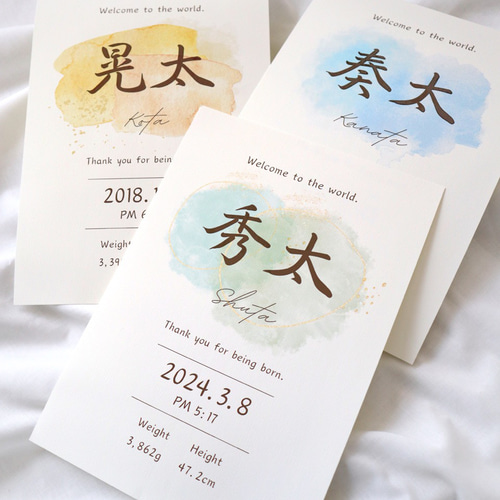 Welcome to the world.
晃太
Kota
Thank you for being
2018.
PM
Weight
Welcome to the world.
奏太
Kanata
Welcome to the world.
秀太
Shuta
Thank you for being born.
2024.3.8
PM 5:17
Weight Height
3,862g 47.2cm